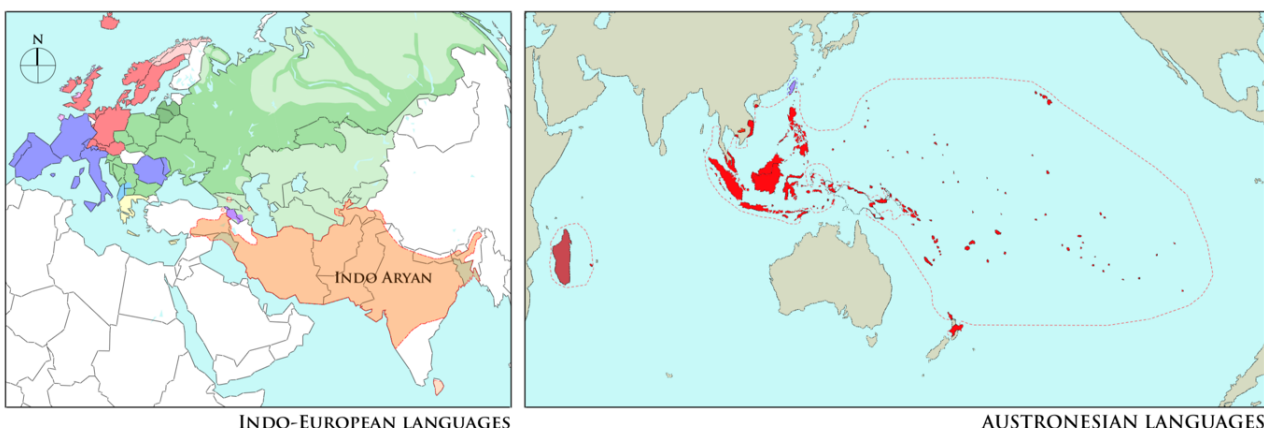 N
INDO ARYAN
INDO-EUROPEAN LANGUAGES
AUSTRONESIAN LANGUAGES